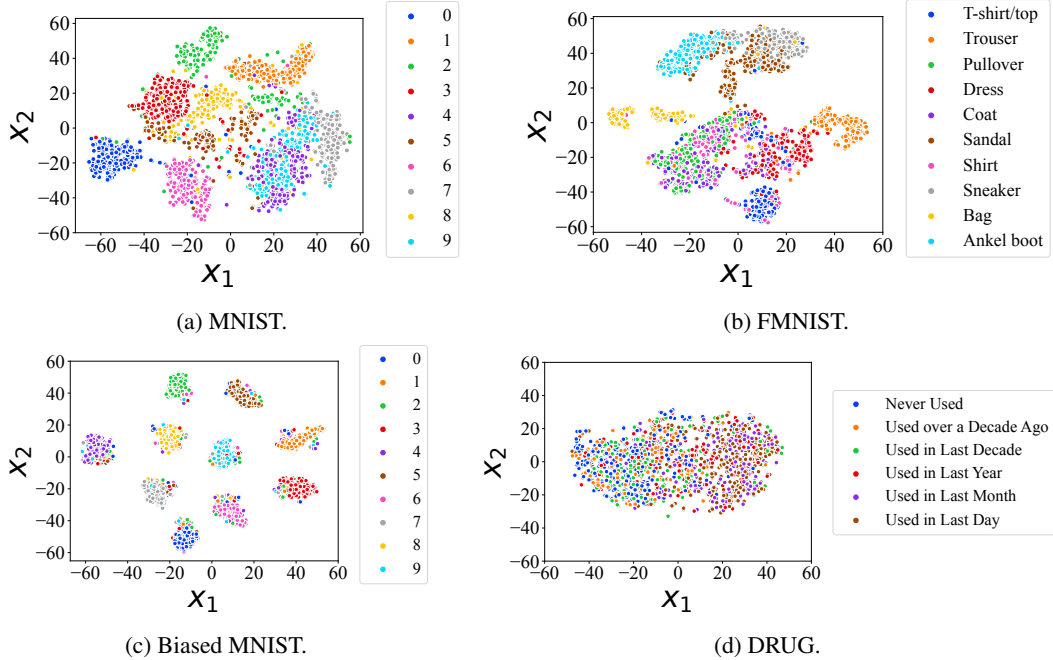 60
40
20
0
−20
−40
−60
−60 −40 −20 0 20 40 60
x2
x1
0
1
2
3
4
5
6
7
8
9
(a) MNIST.
60
40
20
0
−20
−40
−60
−60 −40 −20 0 20 40 60
x2
x1
T-shirt/top
Trouser
Pullover
Dress
Coat
Sandal
Shirt
Sneaker
Bag
Ankel boot
(b) FMNIST.
60
40
20
0
−20
−40
−60
−60 −40 −20 0 20 40 60
x2
x1
0
1
2
3
4
5
6
7
8
9
(c) Biased MNIST.
60
40
20
0
−20
−40
−60
−60 −40 −20 0 20 40 60
x2
x1
Never Used
Used over a Decade Ago
Used in Last Decade
Used in Last Year
Used in Last Month
Used in Last Day
(d) DRUG.